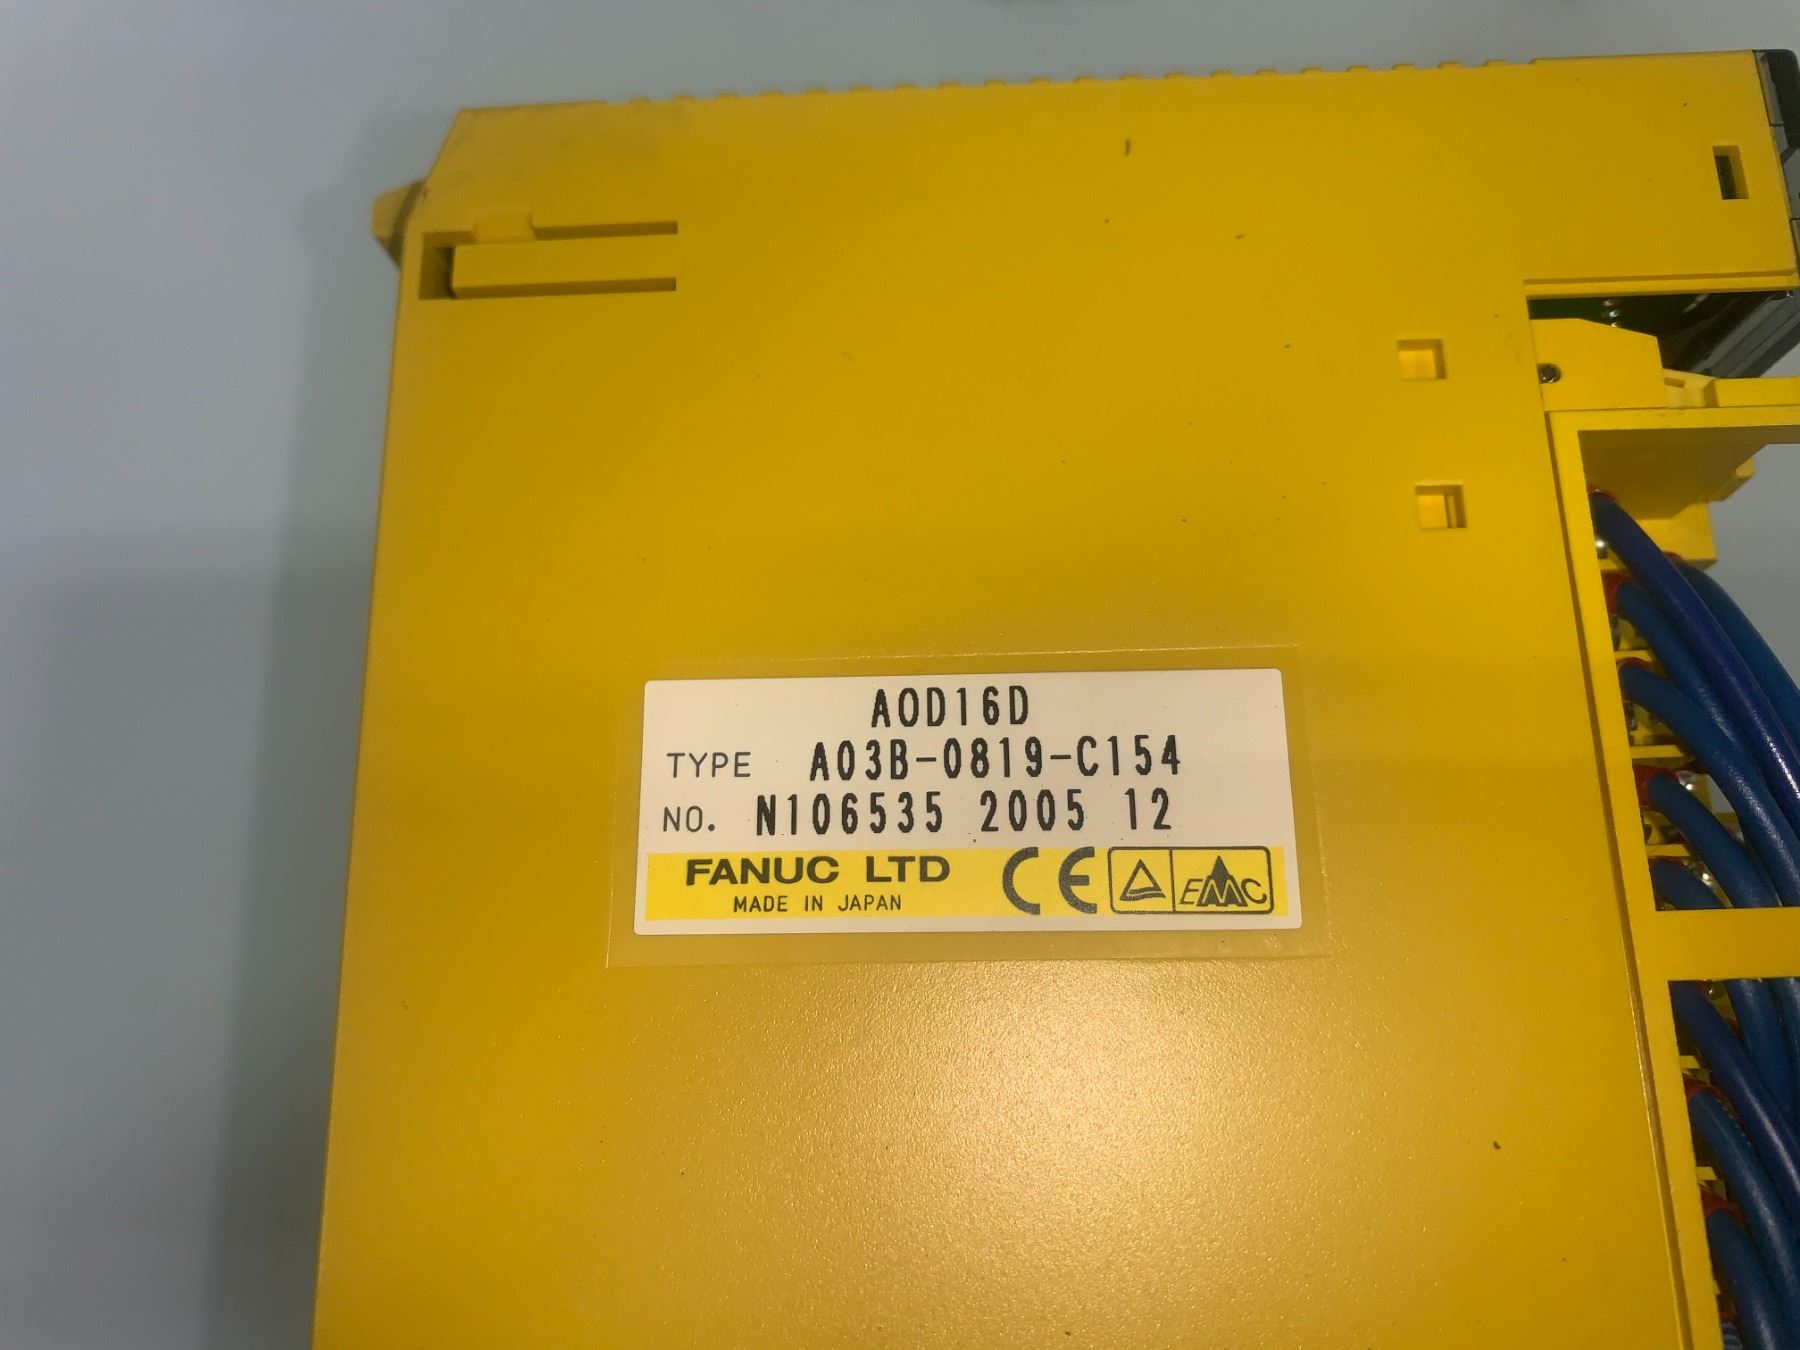 AOD16D
TYPE A03B-0819-C154
NO. N106535 2005 12
FANUC LTD CE EMC
MADE IN JAPAN